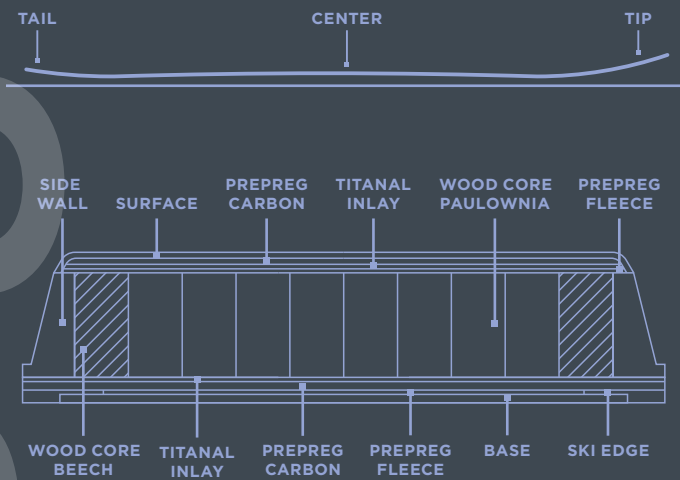 TAIL
CENTER
TIP
SIDE
WALL
SURFACE
PREPREG
CARBON
TITANAL
INLAY
WOOD CORE
PAULOWNIA
PREPREG
FLEECE
WOOD CORE
BEECH
TITANAL
INLAY
PREPREG
CARBON
PREPREG
FLEECE
BASE
SKI EDGE